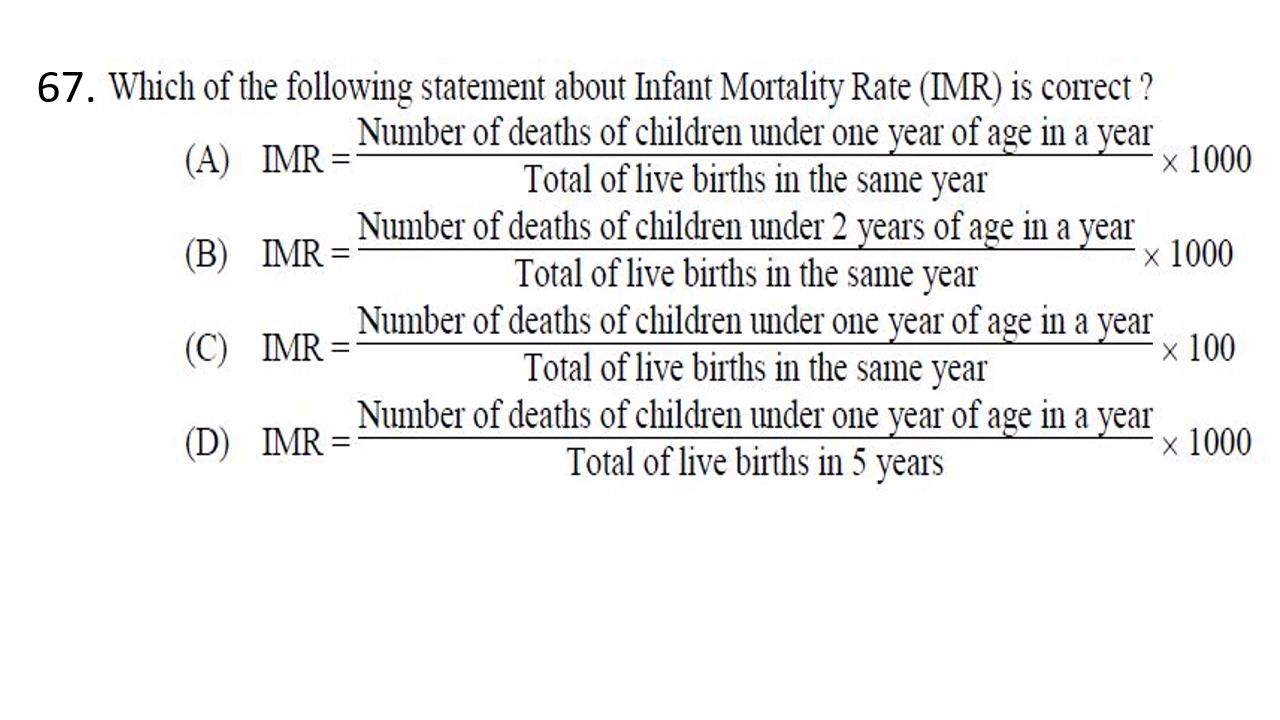 67. Which of the following statement about Infant Mortality Rate (IMR) is correct ?
Number of deaths of children under one year of age in a year
(A) IMR = × 1000
Total of live births in the same year
Number of deaths of children under 2 years of age in a year
(B) IMR = × 1000
Total of live births in the same year
Number of deaths of children under one year of age in a year
(C) IMR = × 100
Total of live births in the same year
Number of deaths of children under one year of age in a year
(D) IMR = × 1000
Total of live births in 5 years